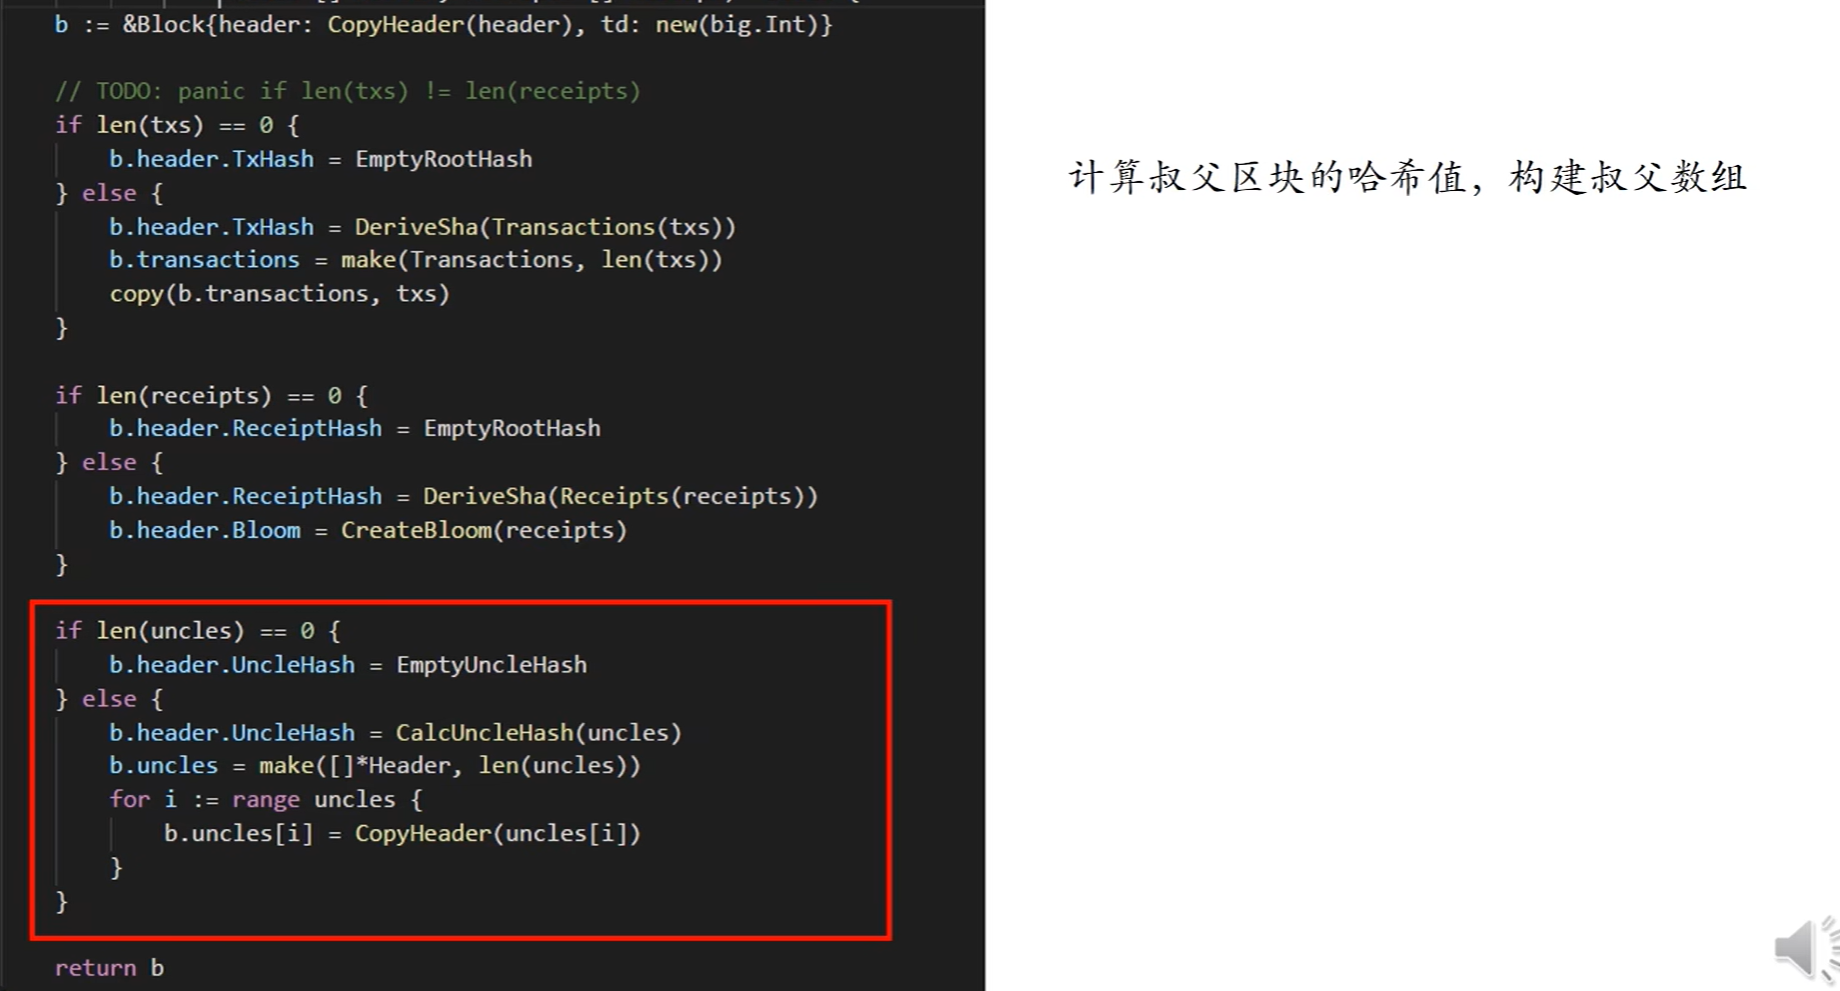 b := &Block{header: CopyHeader(header), td: new(big.Int)}
// TODO: panic if len(txs) != len(receipts)
if len(txs) == 0 {
b.header.TxHash = EmptyRootHash
} else {
b.header.TxHash = DeriveSha(Transactions(txs))
b.transactions = make(Transactions, len(txs))
copy(b.transactions, txs)
}
if len(receipts) == 0 {
b.header.ReceiptHash = EmptyRootHash
} else {
b.header.ReceiptHash = DeriveSha(Receipts(receipts))
b.header.Bloom = CreateBloom(receipts)
}
if len(uncles) == 0 {
b.header.UncleHash = EmptyUncleHash
} else {
b.header.UncleHash = CalcUncleHash(uncles)
b.uncles = make([]*Header, len(uncles))
for i := range uncles {
b.uncles[i] = CopyHeader(uncles[i])
}
}
return b
计算叔父区块的哈希值，构建叔父数组